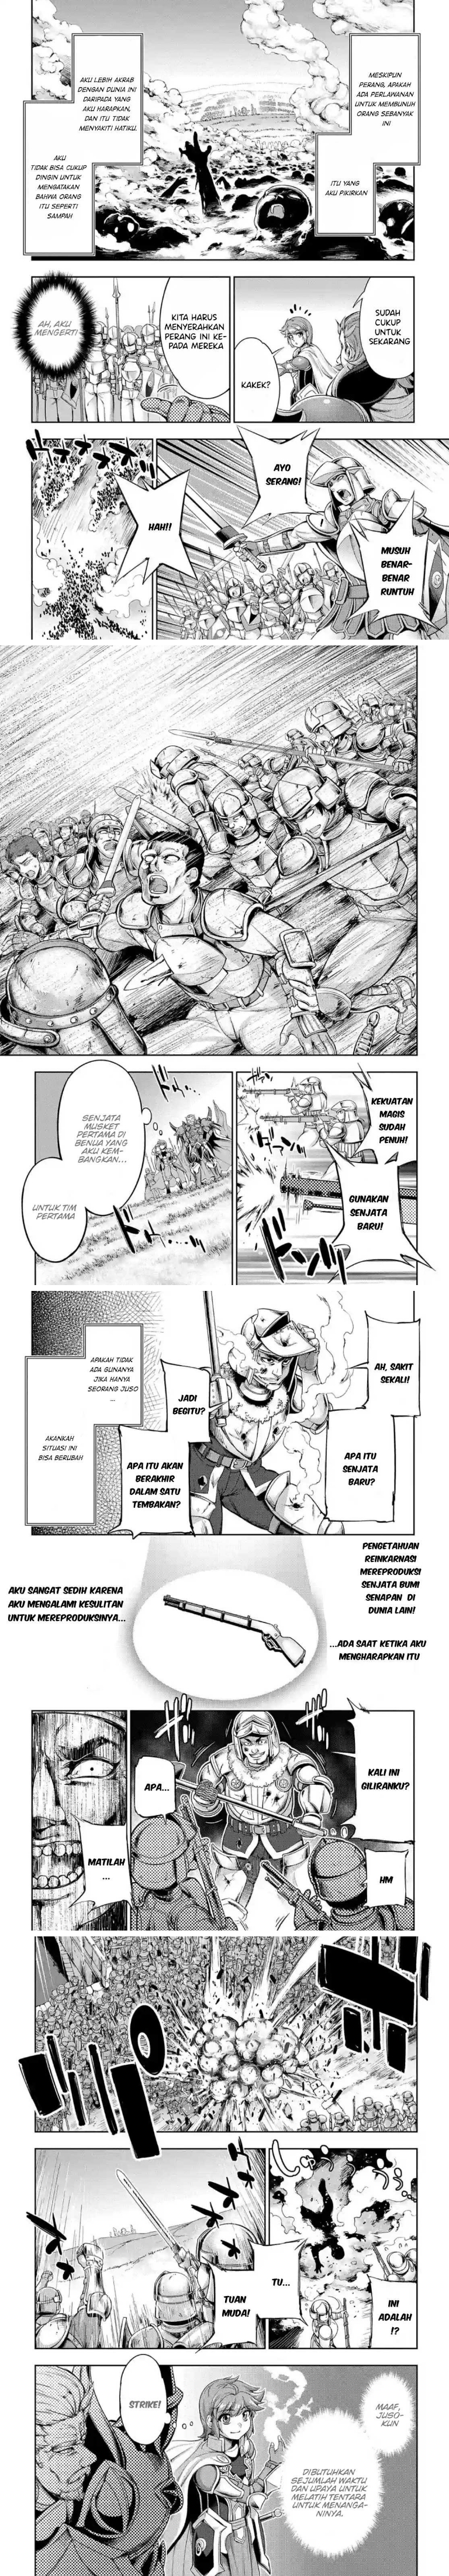 MESKIPUN
PERANG, APAKAH
ADA PERLAWANAN
UNTUK MEMBUNUH
ORANG SEBANYAK
INI
ITU YANG
AKU PIKIRKAN
AKU LEBIH AKRAB
DENGAN DUNIA INI
DARIPADA YANG
AKU HARAPKAN,
DAN ITU TIDAK
MENYAKITI HATIKU.
AKU
TIDAK BISA CUKUP
DINGIN UNTUK
MENGATAKAN
BAHWA ORANG
ITU SEPERTI
SAMPAH
SUDAH
CUKUP
UNTUK
SEKARANG
KAKEK?
KITA HARUS
MENYERAHKAN
PERANG INI KE-
PADA MEREKA
AH, AKU
MENGERTI
AYO
SERANG!
MUSUH
BENAR-
BENAR
RUNTUH
HAH!!
KEKUATAN
MAGIS
SUDAH
PENUH!
GUNAKAN
SENJATA
BARU!
SENJATA
MUSKET
PERTAMA DI
BENUA YANG
AKU KEM-
BANGKAN...
UNTUK TIM
PERTAMA
AH, SAKIT
SEKALI!
APA ITU
SENJATA
BARU?
JADI
BEGITU?
APA ITU AKAN
BERAKHIR
DALAM SATU
TEMBAKAN?
APAKAH TIDAK
ADA GUNANYA
JIKA HANYA
SEORANG JUSO
...
AKANKAH
SITUASI INI
BISA BERUBAH
PENGETAHUAN
REINKARNASI
MEREPRODUKSI
SENJATA BUMI
SENAPAN DI
DUNIA LAIN!
...ADA SAAT KETIKA AKU
MENGHARAPKAN ITU
AKU SANGAT SEDIH KARENA
AKU MENGALAMI KESULITAN
UNTUK MEREPRODUKSINYA...
KALI INI
GILIRANKU?
HM
APA...
MATILAH
...
INI
ADALAH
!?
TU...
TUAN
MUDA!
MAAF,
JUSO-
KUN
DIBUTUHKAN
SEJUMLAH WAKTU
DAN UPAYA UNTUK
MELATIH TENTARA
UNTUK MENANGA-
NINYA.
STRIKE!